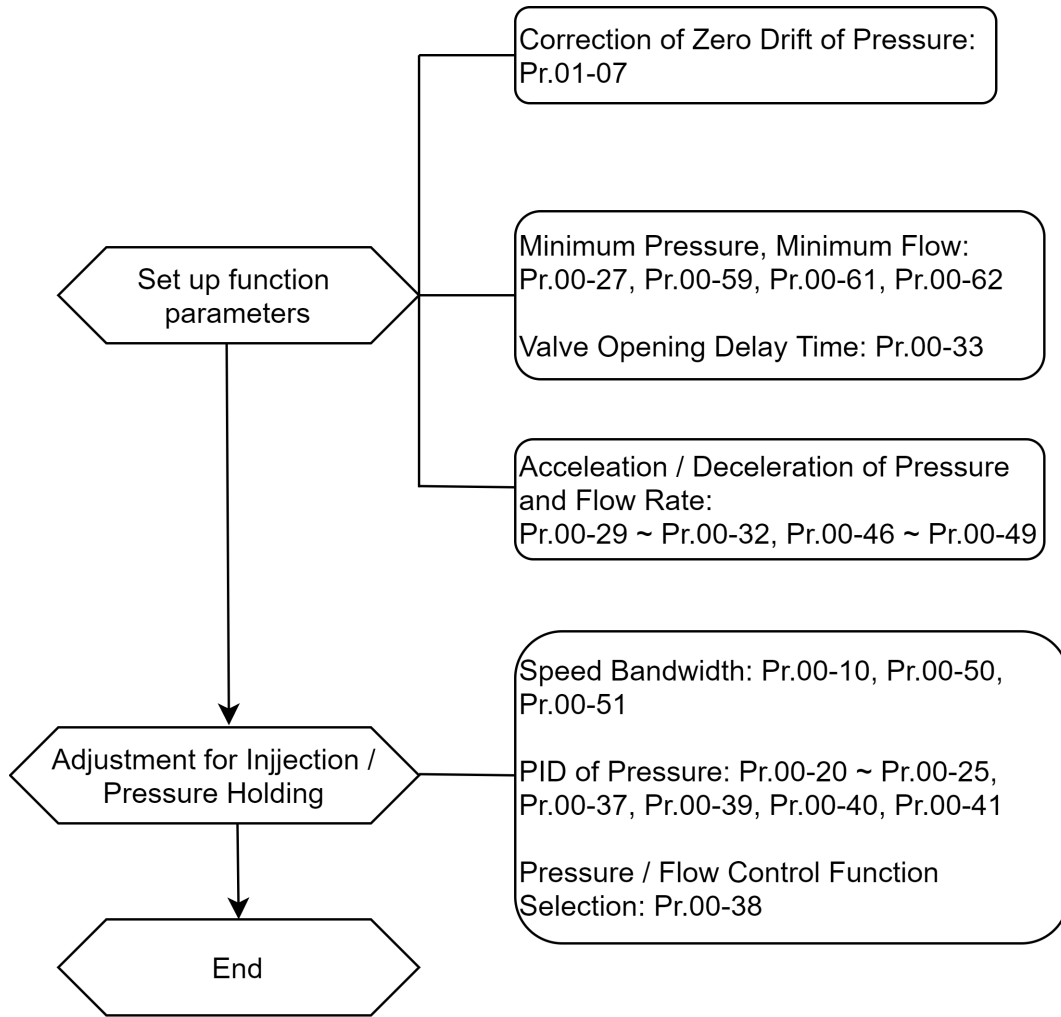 Correction of Zero Drift of Pressure:
Pr.01-07
Set up function
parameters
Minimum Pressure, Minimum Flow:
Pr.00-27, Pr.00-59, Pr.00-61, Pr.00-62
Valve Opening Delay Time: Pr.00-33
Acceleation / Deceleration of Pressure
and Flow Rate:
Pr.00-29 ~ Pr.00-32, Pr.00-46 ~ Pr.00-49
Adjustment for Injjection /
Pressure Holding
Speed Bandwidth: Pr.00-10, Pr.00-50,
Pr.00-51
PID of Pressure: Pr.00-20 ~ Pr.00-25,
Pr.00-37, Pr.00-39, Pr.00-40, Pr.00-41
Pressure / Flow Control Function
Selection: Pr.00-38
End